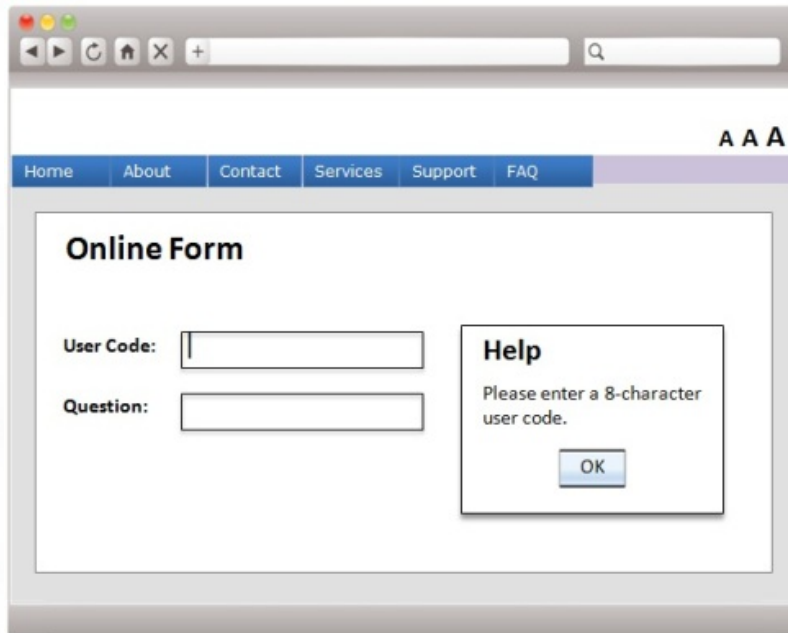 A A A
Home About Contact Services Support FAQ
Online Form
User Code:
Question:
Help
Please enter a 8-character
user code.
OK